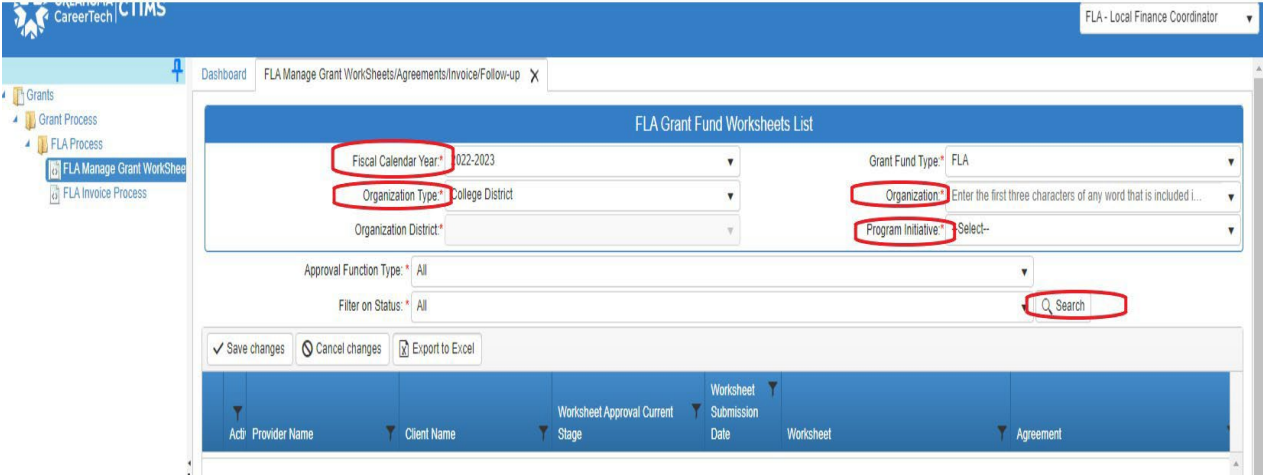 CareerTech CTIMS
FLA - Local Finance Coordinator
Dashboard FLA Manage Grant WorkSheets/Agreements/Invoice/Follow-up X
Grants
Grant Process
FLA Process
FLA Manage Grant WorkShee
FLA Invoice Process
FLA Grant Fund Worksheets List
Fiscal Calendar Year:* 2022-2023 Grant Fund Type:* FLA
Organization Type:* College District Organization:* Enter the first three characters of any word that is included i...
Organization District:* Program Initiative:* --Select--
Approval Function Type: * All
Filter on Status: * All Search
Save changes Cancel changes Export to Excel
Acti Provider Name Client Name Worksheet Approval Current Stage Worksheet Submission Date Worksheet Agreement